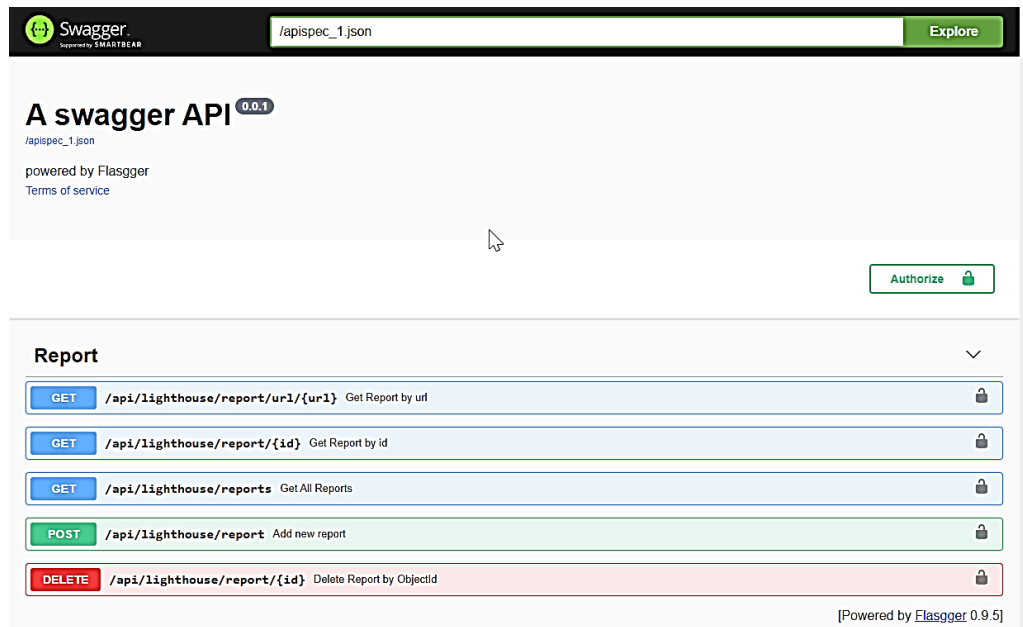 Swagger.
Supported by SMARTBEAR
/apispec_1.json
Explore
A swagger API 0.0.1
/apispec_1.json
powered by Flasgger
Terms of service
Authorize
Report
GET /api/lighthouse/report/url/{url} Get Report by url
GET /api/lighthouse/report/{id} Get Report by id
GET /api/lighthouse/reports Get All Reports
POST /api/lighthouse/report Add new report
DELETE /api/lighthouse/report/{id} Delete Report by ObjectId
[Powered by Flasgger 0.9.5]